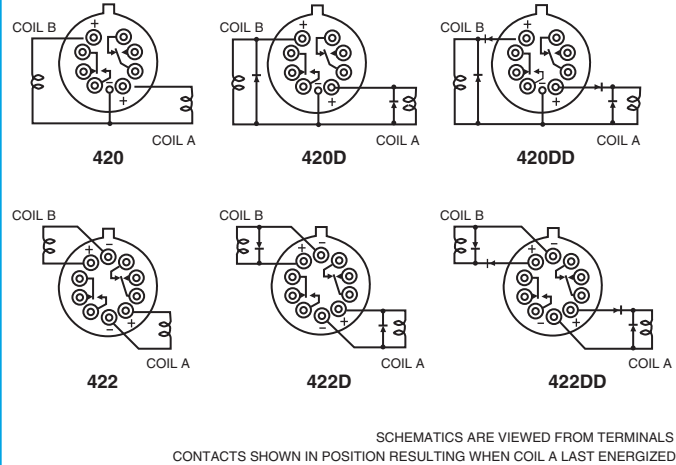 COIL B
COIL B
COIL B
+
+
+
−
−
−
+
+
+
COIL A
COIL A
COIL A
420
420D
420DD
COIL B
COIL B
COIL B
−
−
−
+
+
+
−
−
−
+
+
+
COIL A
COIL A
COIL A
422
422D
422DD
SCHEMATICS ARE VIEWED FROM TERMINALS
CONTACTS SHOWN IN POSITION RESULTING WHEN COIL A LAST ENERGIZED